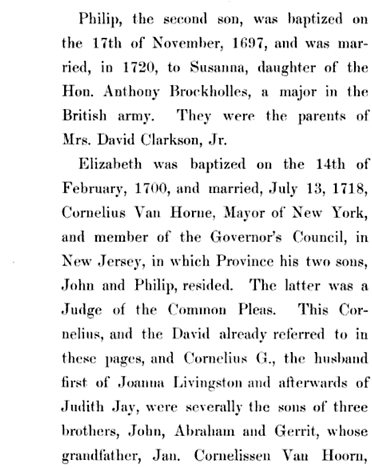 Philip, the second son, was baptized on
the 17th of November, 1697, and was mar-
ried, in 1720, to Susanna, daughter of the
Hon. Anthony Brockholles, a major in the
British army. They were the parents of
Mrs. David Clarkson, Jr.
Elizabeth was baptized on the 14th of
February, 1700, and married, July 13, 1718,
Cornelius Van Horne, Mayor of New York,
and member of the Governor's Council, in
New Jersey, in which Province his two sons,
John and Philip, resided. The latter was a
Judge of the Common Pleas. This Cor-
nelius, and the David already referred to in
these pages, and Cornelius G., the husband
first of Joanna Livingston and afterwards of
Judith Jay, were severally the sons of three
brothers, John, Abraham and Gerrit, whose
grandfather, Jan. Cornelissen Van Hoorn,